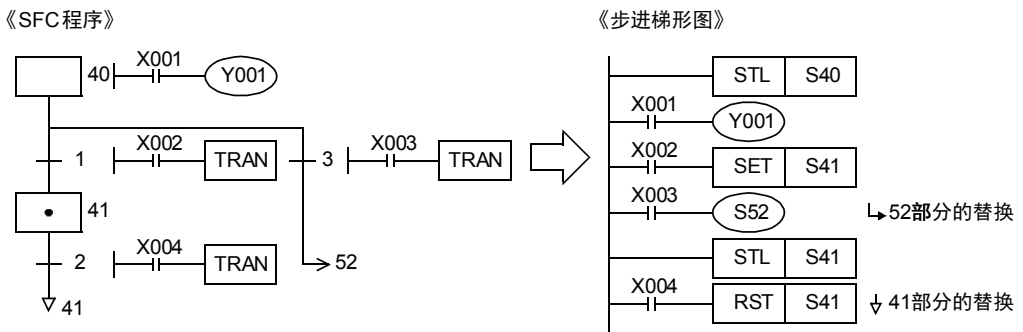 《SFC程序》
《步进梯形图》
40 X001 Y001
1 X002 TRAN 3 X003 TRAN
41
2 X004 TRAN 52
41
STL S40
X001 Y001
X002 SET S41
X003 S52 52部分的替换
STL S41
X004 RST S41 41部分的替换